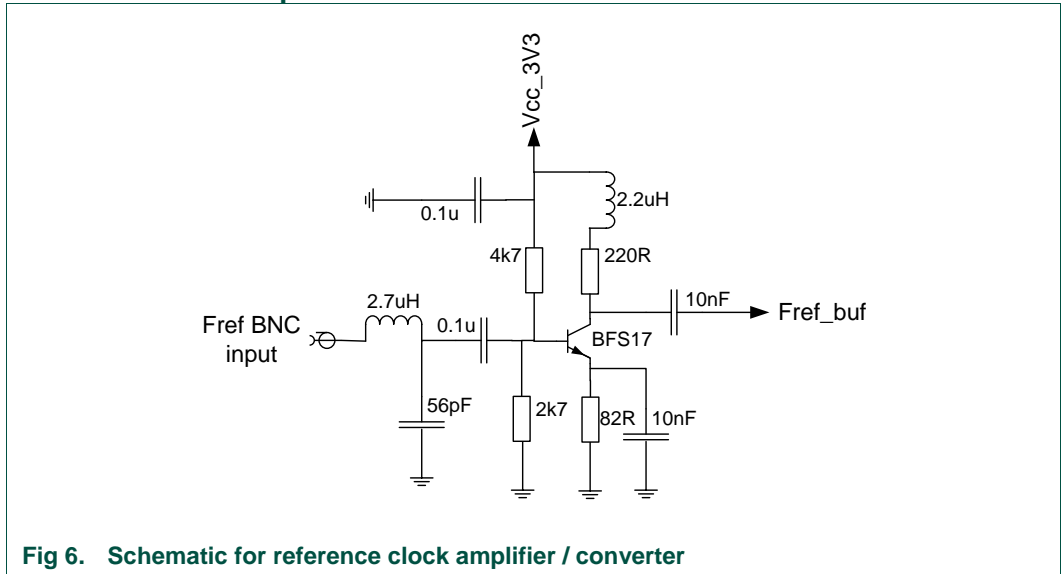 Vcc_3V3
2.2uH
0.1u
4k7
220R
2.7uH
10nF
Fref BNC
input
0.1u
Fref_buf
BFS17
56pF
2k7
82R
10nF
Fig 6. Schematic for reference clock amplifier / converter